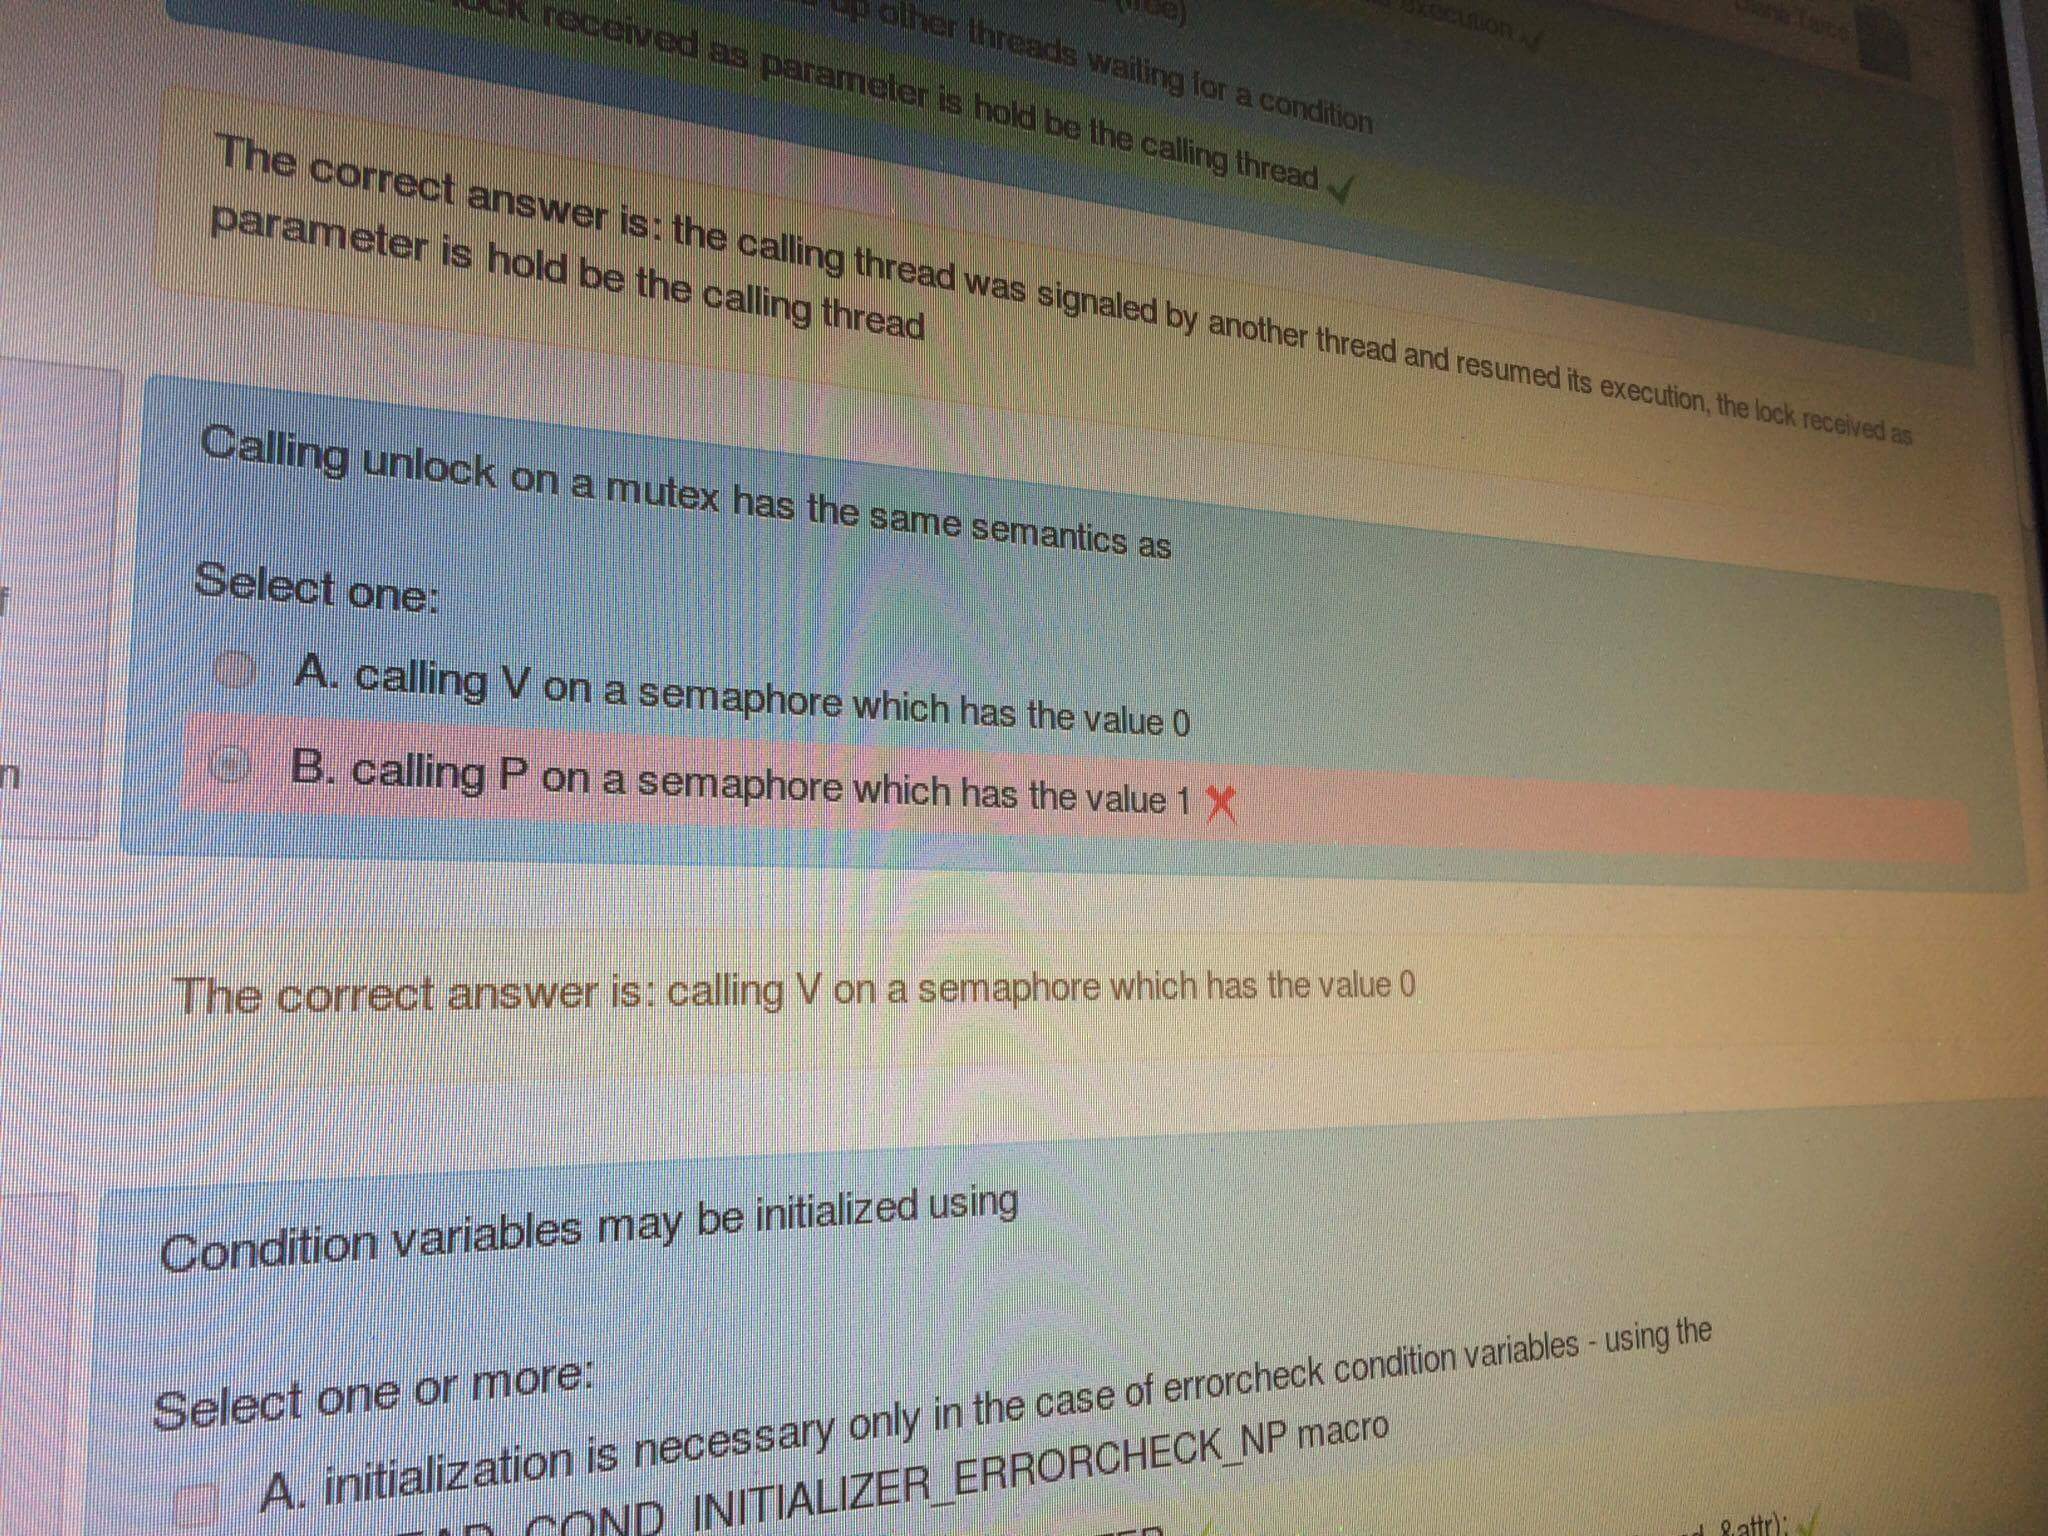 execution
up other threads waiting for a condition
received as parameter is hold be the calling thread
The correct answer is: the calling thread was signaled by another thread and resumed its execution, the lock received as
parameter is hold be the calling thread
Calling unlock on a mutex has the same semantics as
Select one:
A. calling V on a semaphore which has the value 0
B. calling P on a semaphore which has the value 1
The correct answer is: calling V on a semaphore which has the value 0
Condition variables may be initialized using
Select one or more:
A. initialization is necessary only in the case of errorcheck condition variables - using the
COND_INITIALIZER_ERRORCHECK_NP macro
&attr);